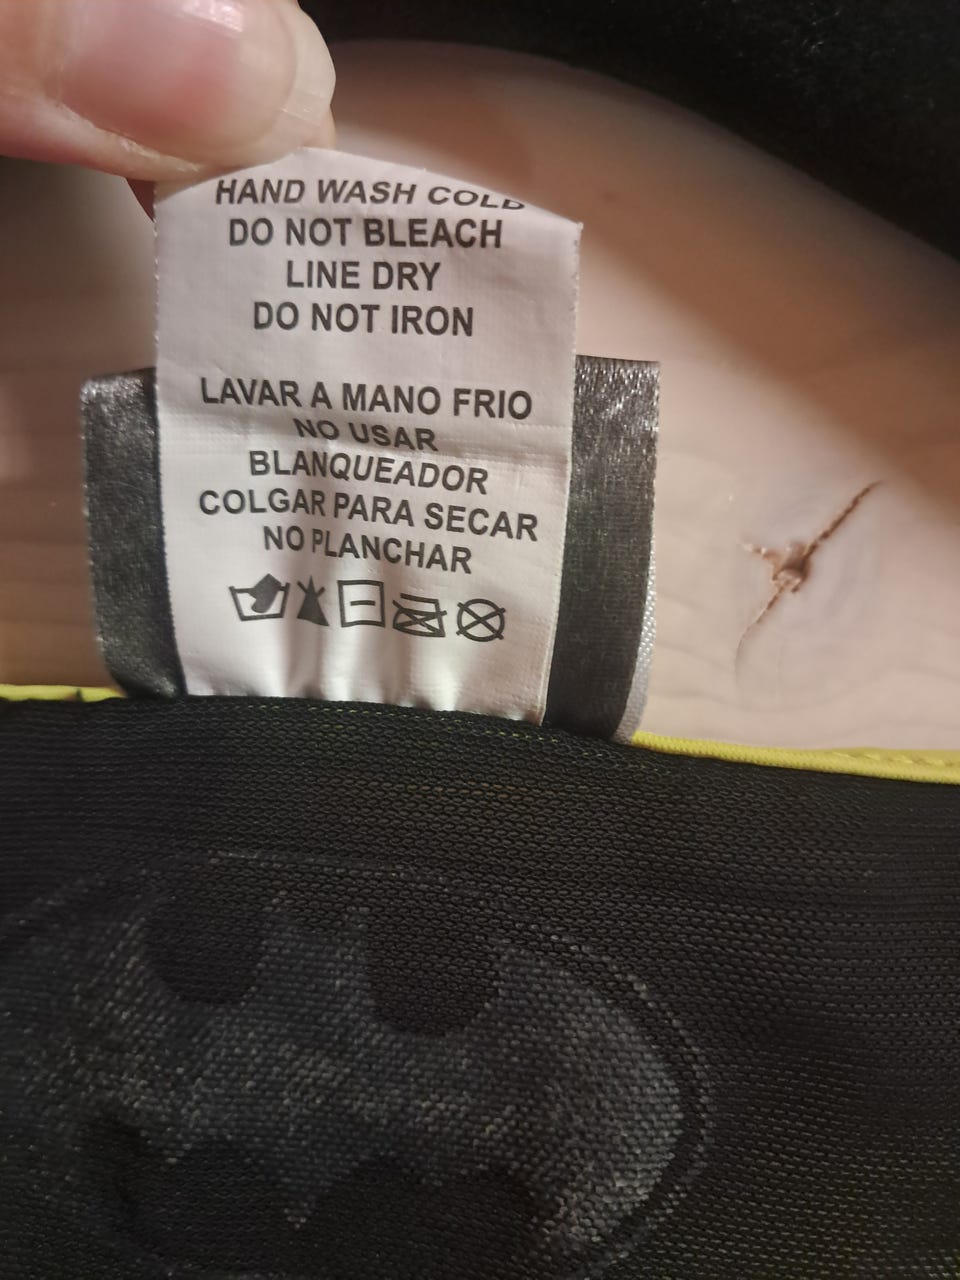 HAND WASH COLD
DO NOT BLEACH
LINE DRY
DO NOT IRON
LAVAR A MANO FRIO
NO USAR
BLANQUEADOR
COLGAR PARA SECAR
NO PLANCHAR